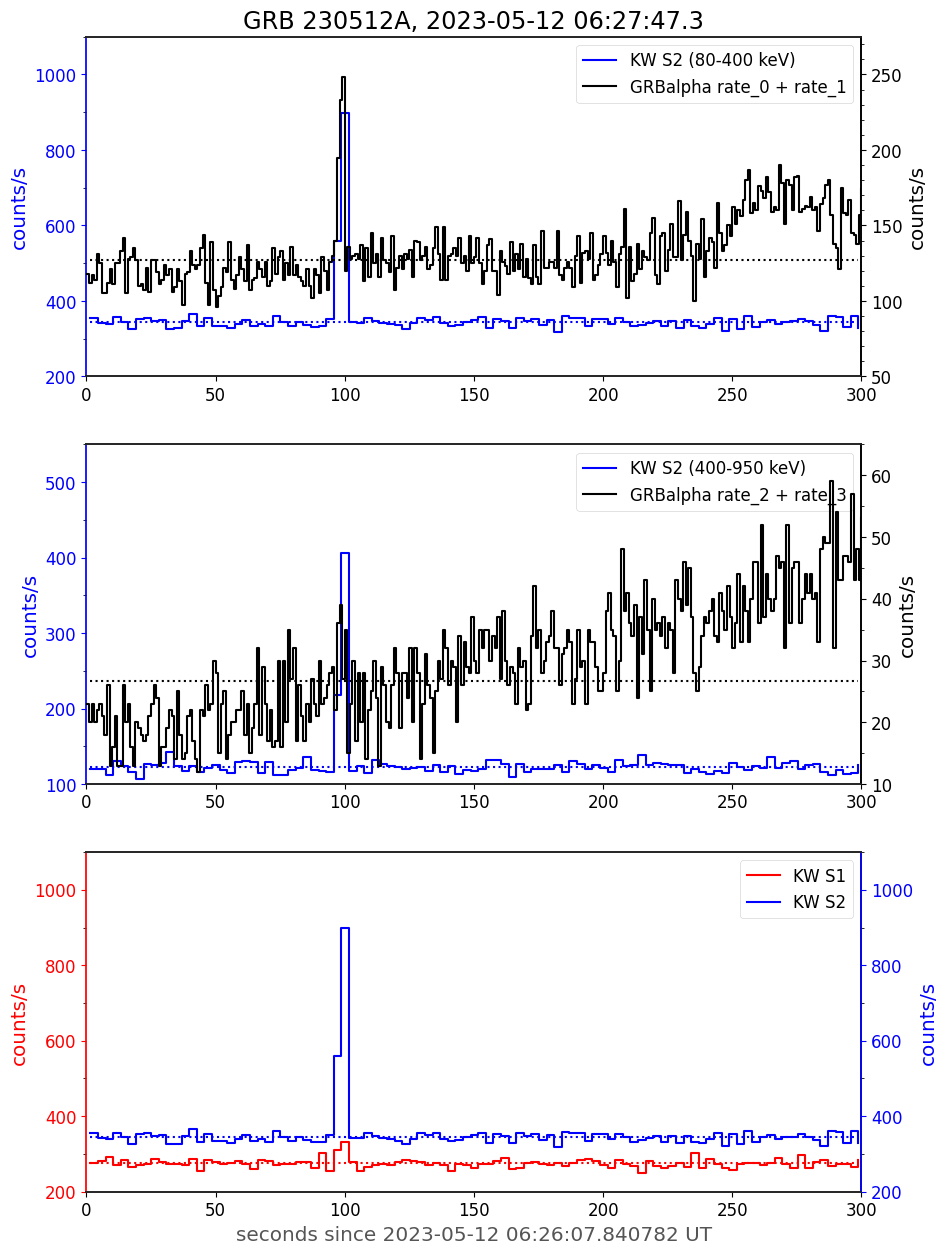 GRB 230512A, 2023-05-12 06:27:47.3
KW S2 (80-400 keV)
GRBalpha rate_0 + rate_1
counts/s
counts/s
1000
800
600
400
200
250
200
150
100
50
0 50 100 150 200 250 300
KW S2 (400-950 keV)
GRBalpha rate_2 + rate_3
counts/s
counts/s
500
400
300
200
100
60
50
40
30
20
10
0 50 100 150 200 250 300
KW S1
KW S2
counts/s
counts/s
1000
800
600
400
200
1000
800
600
400
200
0 50 100 150 200 250 300
seconds since 2023-05-12 06:26:07.840782 UT